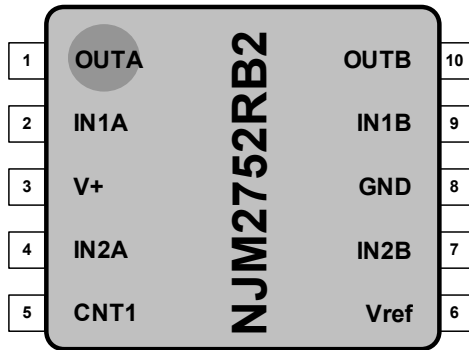 1 OUTA OUTB 10
2 IN1A IN1B 9
3 V+ GND 8
4 IN2A IN2B 7
5 CNT1 Vref 6
NJM2752RB2